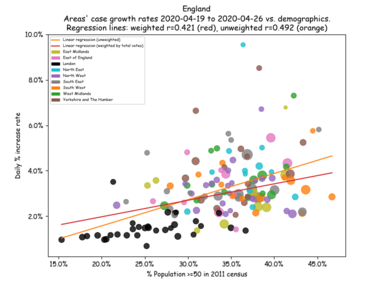 England
Areas' case growth rates 2020-04-19 to 2020-04-26 vs. demographics.
Regression lines: weighted r=0.421 (red), unweighted r=0.492 (orange)
Linear regression (unweighted)
Linear regression (weighted by total votes)
East Midlands
East of England
London
North East
North West
South East
South West
West Midlands
Yorkshire and The Humber
Daily % increase rate
10.0%
8.0%
6.0%
4.0%
2.0%
15.0% 20.0% 25.0% 30.0% 35.0% 40.0% 45.0%
% Population >=50 in 2011 census